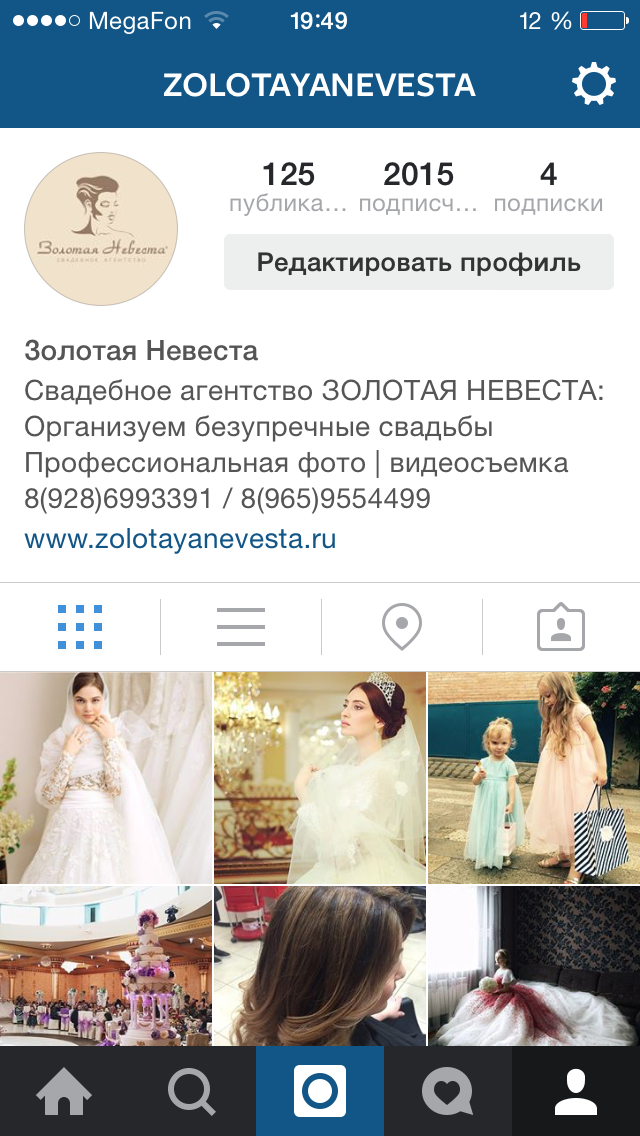 MegaFon 19:49 12 %
ZOLOTAYANEVESTA
125 2015 4
публика... подписч... подписки
Золотая Невеста
СВАДЕБНОЕ АГЕНТСТВО
Редактировать профиль
Золотая Невеста
Свадебное агентство ЗОЛОТАЯ НЕВЕСТА:
Организуем безупречные свадьбы
Профессиональная фото | видеосъемка
8(928)6993391 / 8(965)9554499
www.zolotayanevesta.ru